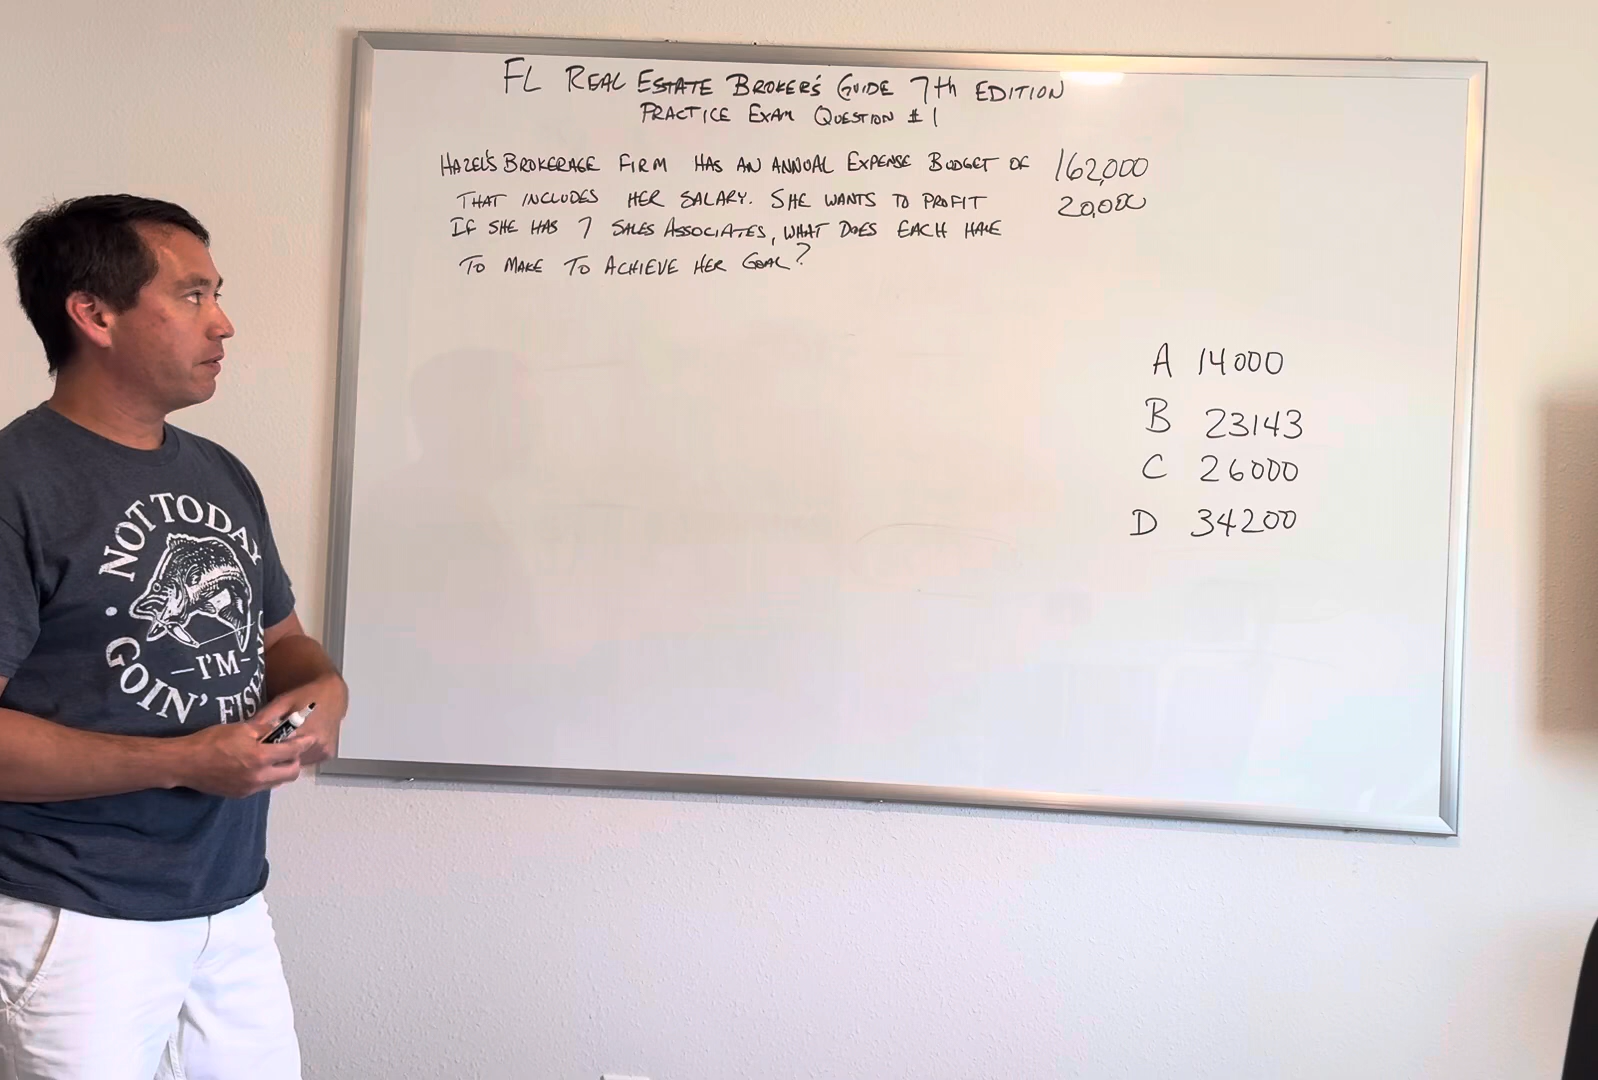 FL REAL ESTATE BROKER'S GUIDE 7th EDITION
PRACTICE EXAM QUESTION #1
HAZEL'S BROKERAGE FIRM HAS AN ANNUAL EXPENSE BUDGET OF 162,000
THAT INCLUDES HER SALARY. SHE WANTS TO PROFIT 20,000
IF SHE HAS 7 SALES ASSOCIATES, WHAT DOES EACH HAVE
TO MAKE TO ACHIEVE HER GOAL?
A 14000
B 23143
C 26000
D 34200
NOT TODAY
I'M
GOIN'